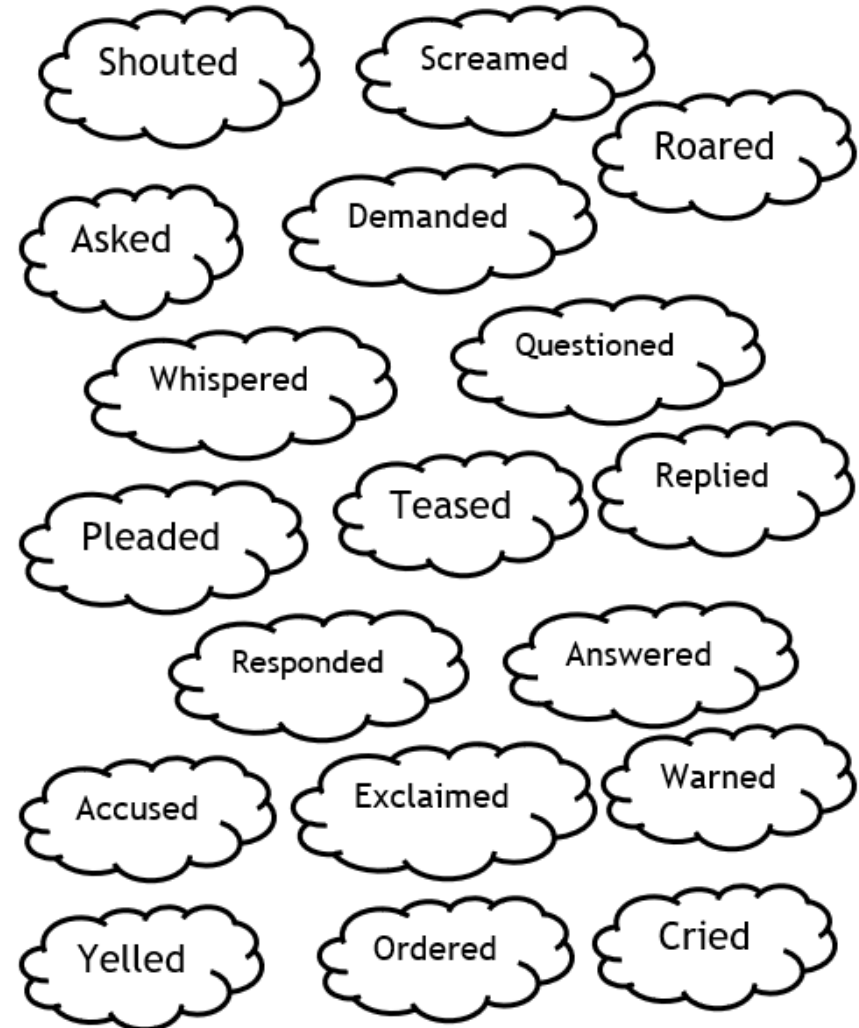 Shouted
Screamed
Roared
Asked
Demanded
Whispered
Questioned
Pleaded
Teased
Replied
Responded
Answered
Accused
Exclaimed
Warned
Yelled
Ordered
Cried